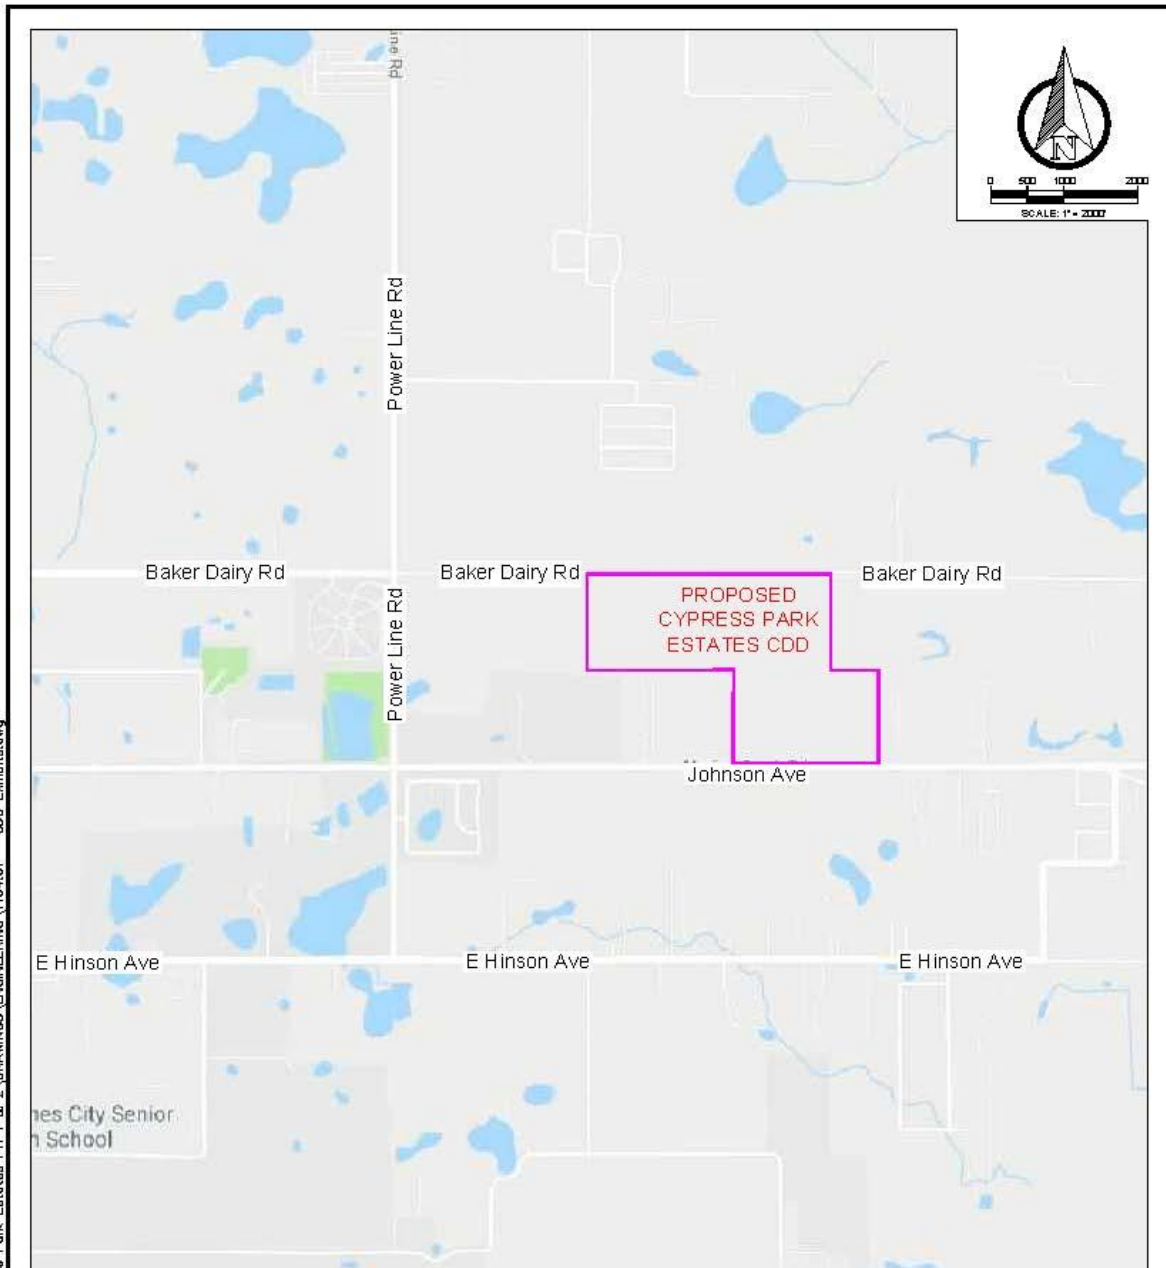 ine Rd
N
0 500 1000 2000
SCALE: 1" = 2000'
Power Line Rd
Baker Dairy Rd
Baker Dairy Rd
Baker Dairy Rd
PROPOSED
CYPRESS PARK
ESTATES CDD
Power Line Rd
Johnson Ave
E Hinson Ave
E Hinson Ave
E Hinson Ave
nes City Senior
h School